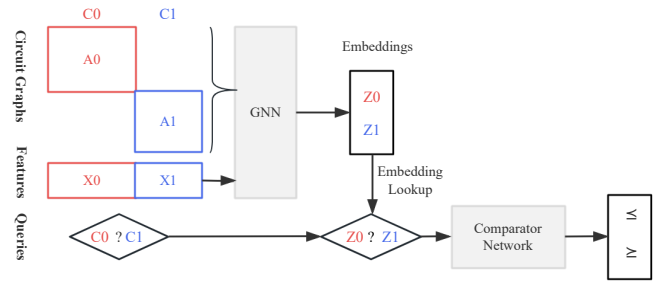 C0 C1
Circuit Graphs
A0
A1
GNN
Embeddings
Z0
Z1
Features
X0 X1
Embedding
Lookup
Queries
C0 ? C1
Z0 ? Z1
Comparator
Network
≥
≤